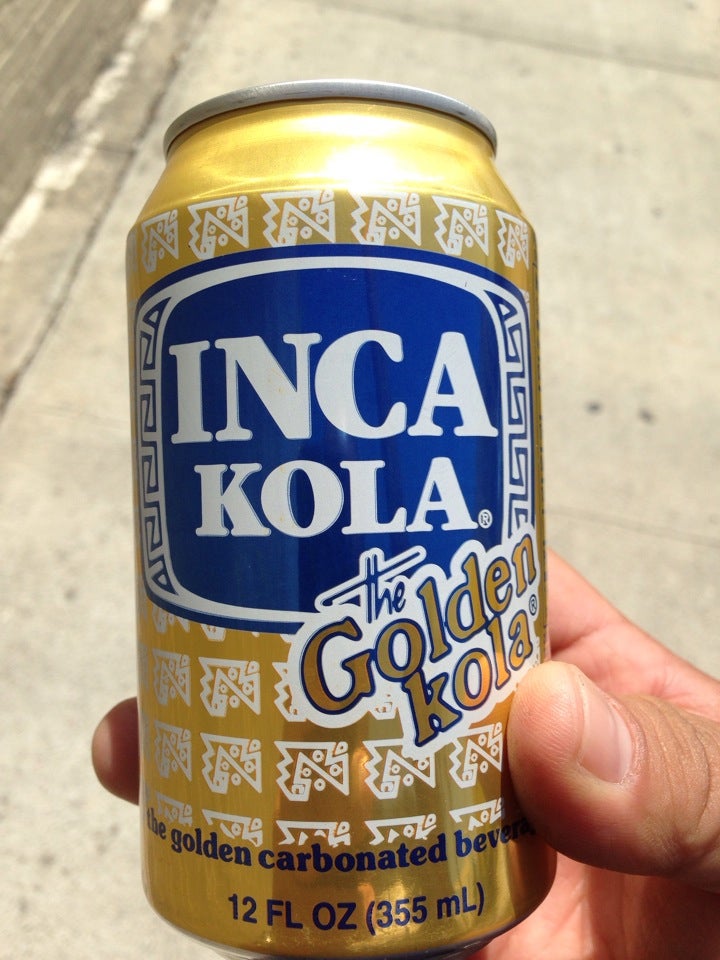 INCA
KOLA®
the
Golden
kola®
the golden carbonated
12 FL OZ (355 mL)